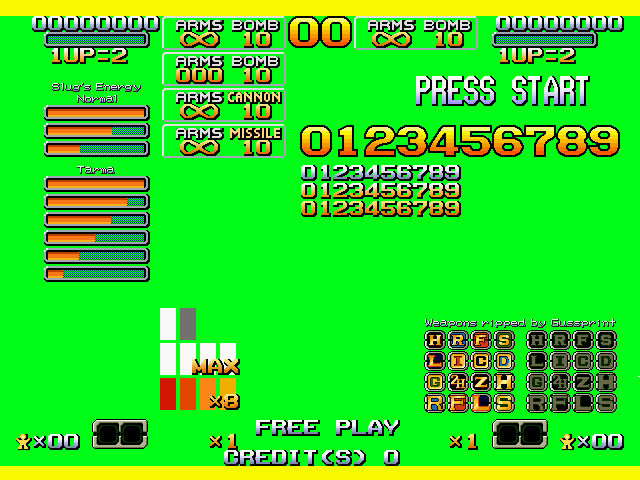 00000000 ARMS BOMB 00 ARMS BOMB 00000000
∞ 10 ∞ 10
1UP=2 1UP=2
ARMS BOMB
000 10
PRESS START
Slug's Energy
Normal
ARMS CANNON
∞ 10
ARMS MISSILE
∞ 10
0123456789
Tarma
0123456789
0123456789
0123456789
Weapons ripped by Gussprint
H R F S H R F S
L I C D L I C D
MAX
G 2H Z H G 2H Z H
R F L S R F L S
×8
FREE PLAY
×00 ×1 ×1 ×00
CREDIT(S) 0